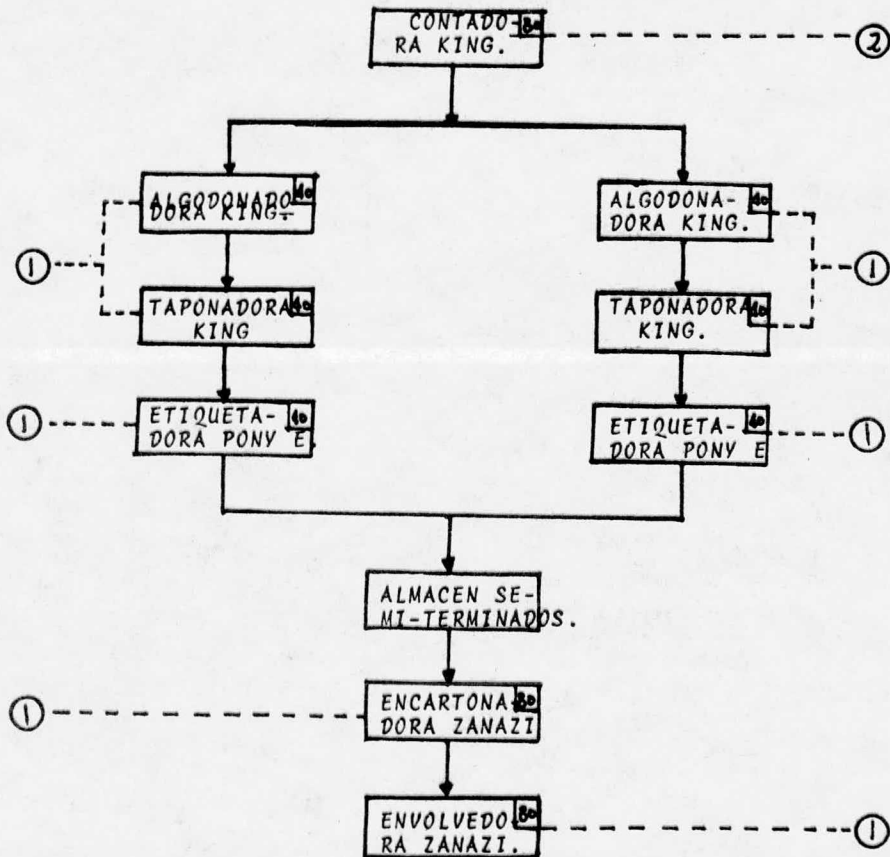 CONTADO- 80
RA KING.
2
ALGODONADO 40
DORA KING.
ALGODONA- 40
DORA KING.
1
1
TAPONADORA 40
KING
TAPONADORA 40
KING.
1
ETIQUETA- 40
DORA PONY E
ETIQUETA- 40
DORA PONY E
1
ALMACEN SE-
MI-TERMINADOS.
1
ENCARTONA- 80
DORA ZANAZI
ENVOLVEDO- 80
RA ZANAZI.
1